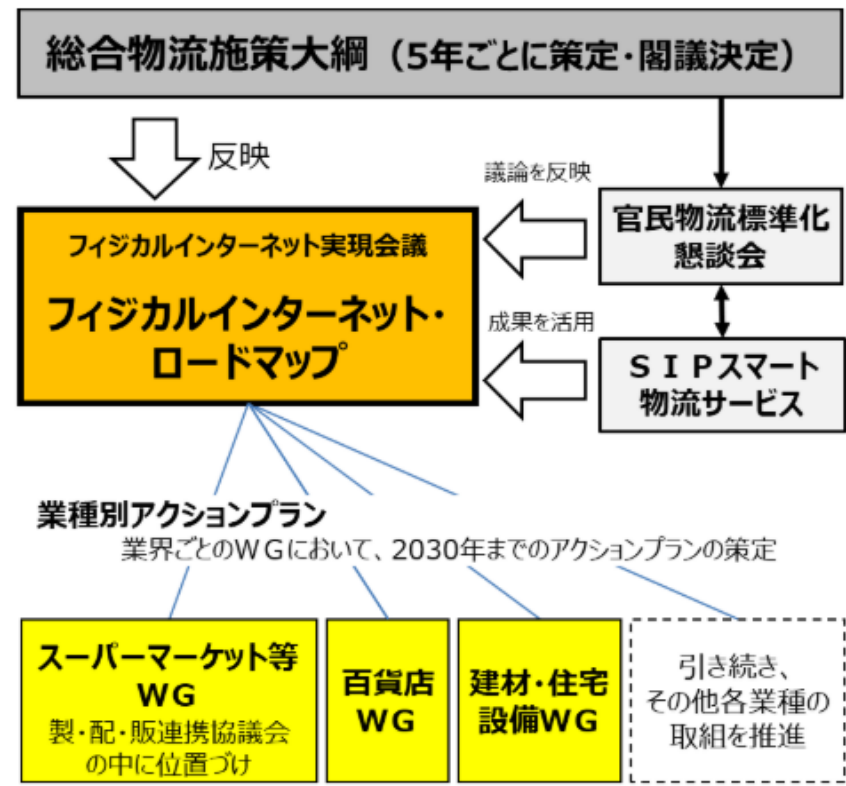 総合物流施策大綱（5年ごとに策定・閣議決定）
反映
議論を反映
官民物流標準化
懇談会
フィジカルインターネット実現会議
フィジカルインターネット・
ロードマップ
成果を活用
ＳＩＰスマート
物流サービス
業種別アクションプラン
業界ごとのＷＧにおいて、2030年までのアクションプランの策定
スーパーマーケット等
WG
製・配・販連携協議会
の中に位置づけ
百貨店
WG
建材・住宅
設備WG
引き続き、
その他各業種の
取組を推進